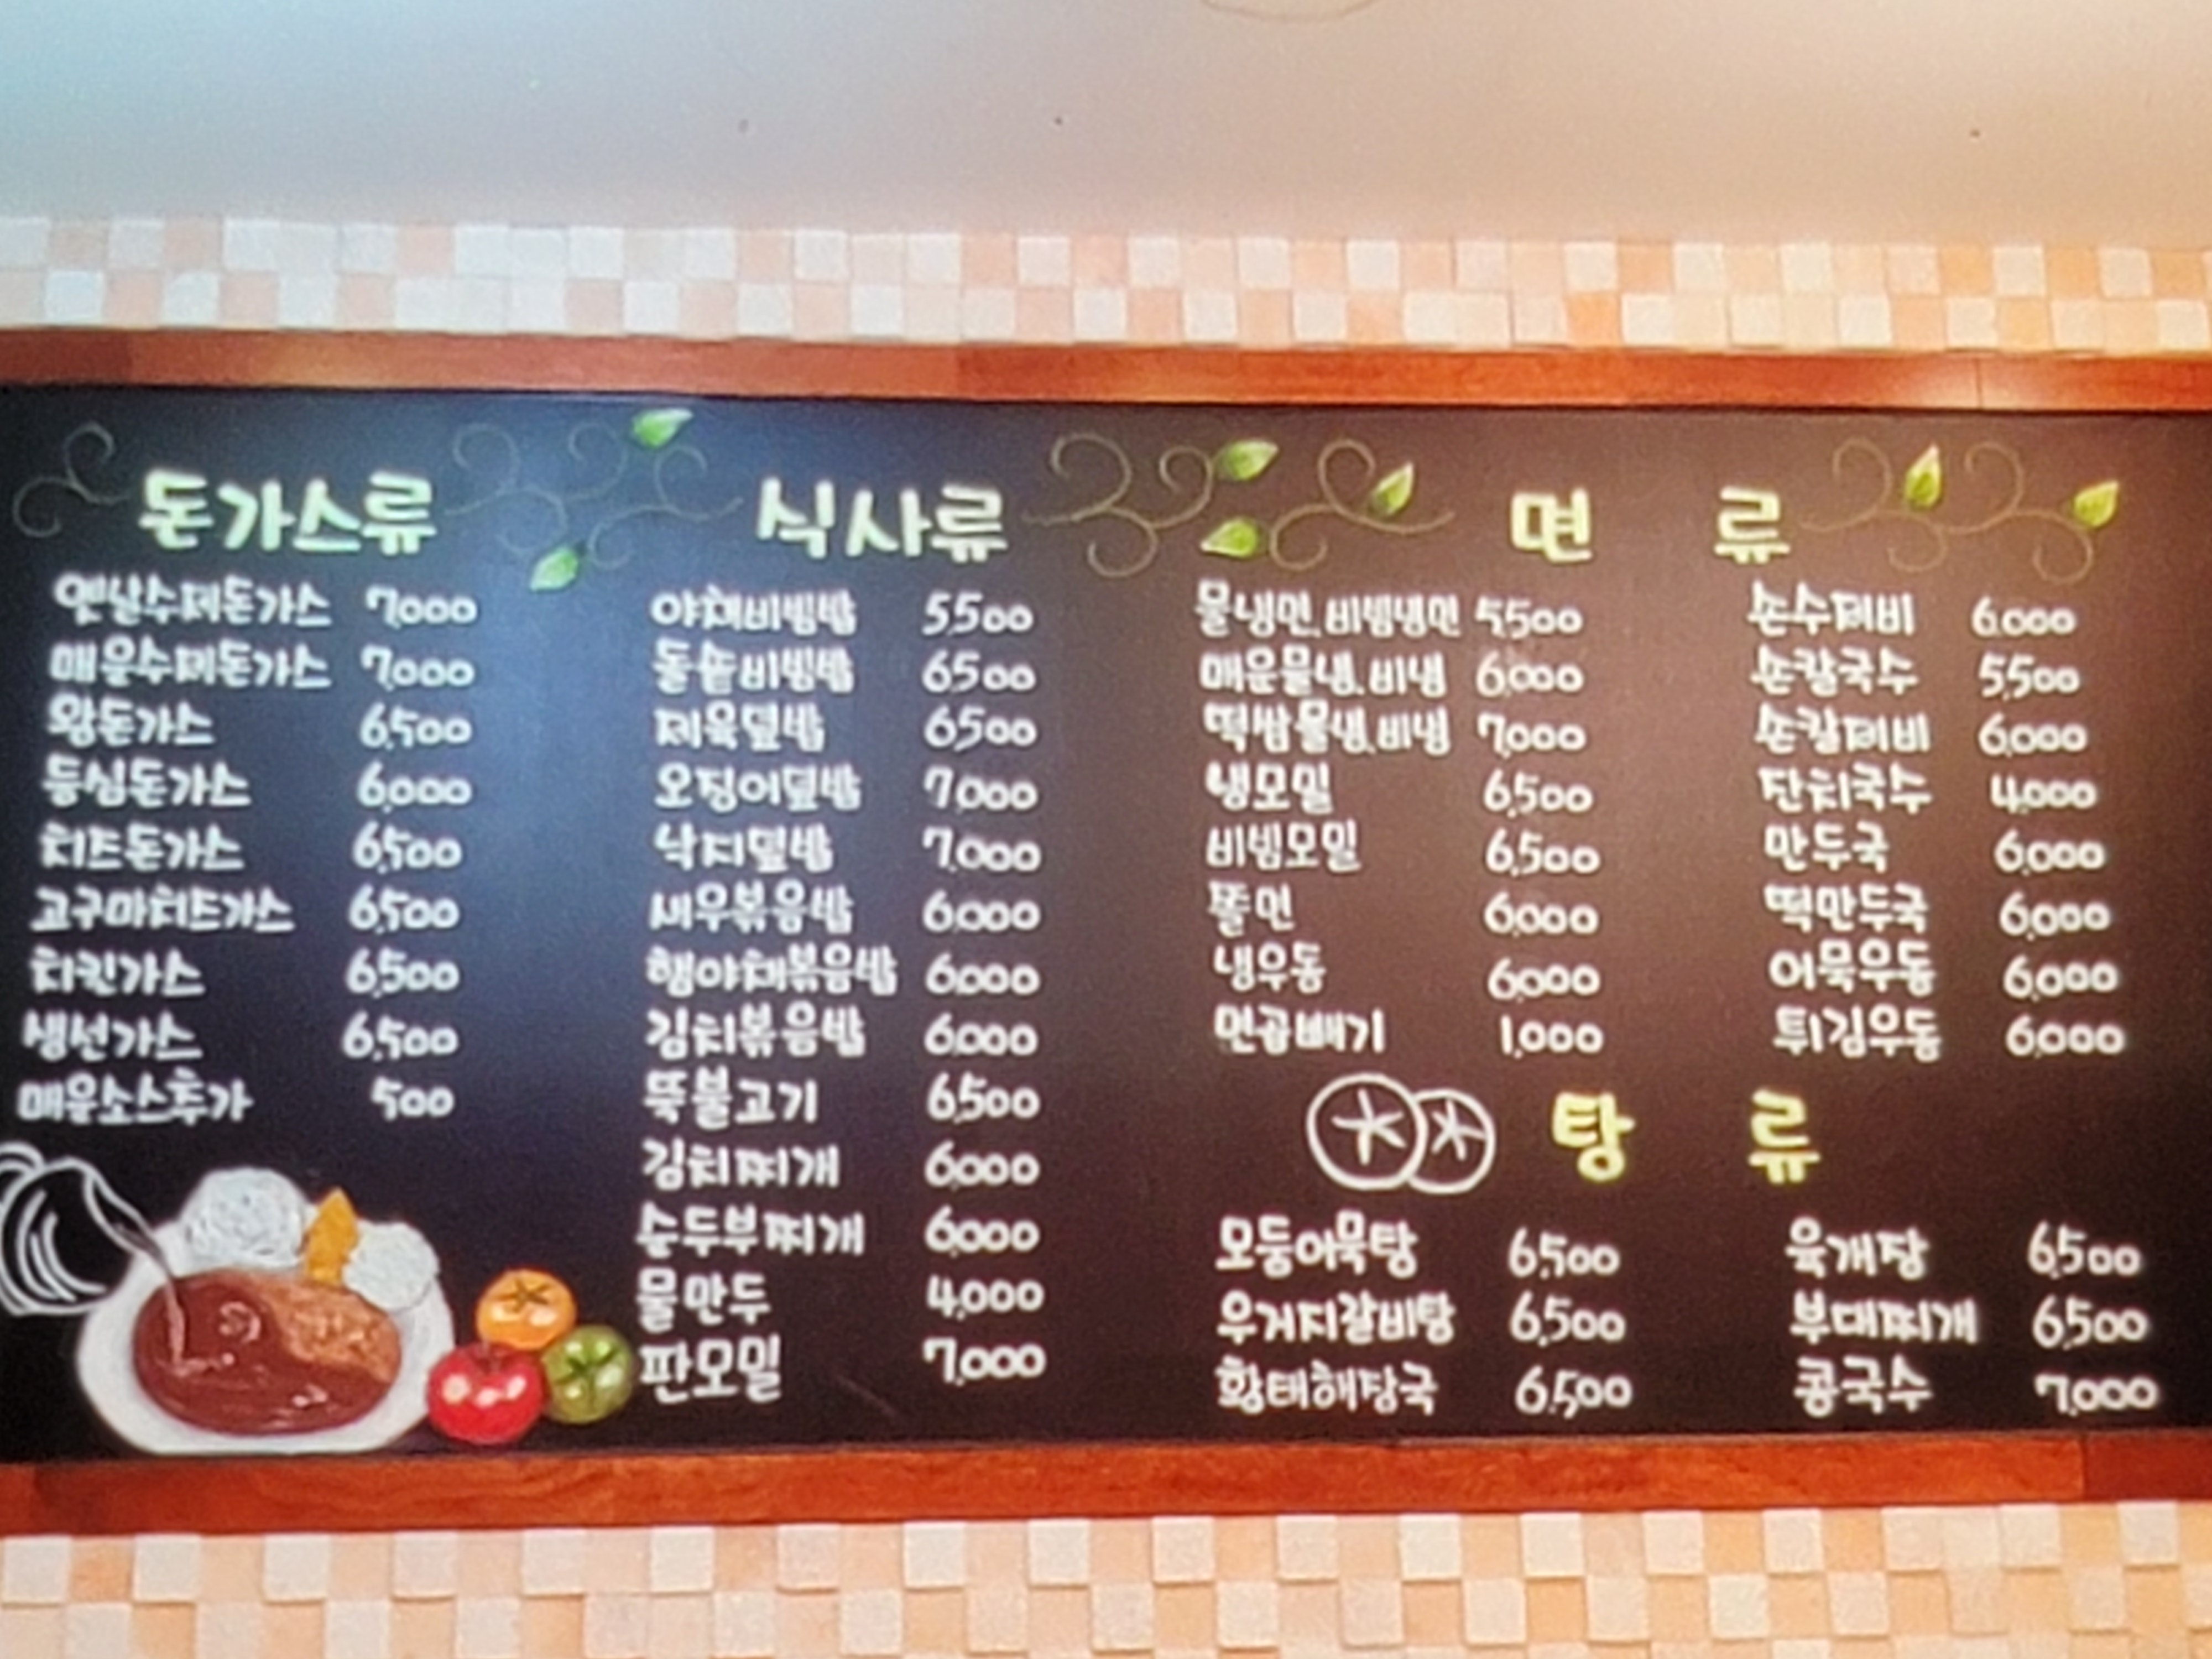 돈가스류
옛날수제돈가스 7,000
매운수제돈가스 7,000
왕돈가스 6,500
등심돈가스 6,000
치즈돈가스 6,500
고구마치즈가스 6,500
치킨가스 6,500
생선가스 6,500
매운소스추가 500
식사류
야채비빔밥 5,500
돌솥비빔밥 6,500
제육덮밥 6,500
오징어덮밥 7,000
낙지덮밥 7,000
새우볶음밥 6,000
햄야채볶음밥 6,000
김치볶음밥 6,000
뚝불고기 6,500
김치찌개 6,000
순두부찌개 6,000
물만두 4,000
판모밀 7,000
면 류
물냉면.비빔냉면 5,500
매운물냉.비냉 6,000
떡쌈물냉.비냉 7,000
냉모밀 6,500
비빔모밀 6,500
쫄면 6,000
냉우동 6,000
면곱빼기 1,000
손수제비 6,000
손칼국수 5,500
손칼제비 6,000
잔치국수 4,000
만두국 6,000
떡만두국 6,000
어묵우동 6,000
튀김우동 6,000
탕 류
모둠어묵탕 6,500
우거지갈비탕 6,500
황태해장국 6,500
육개장 6,500
부대찌개 6,500
콩국수 7,000